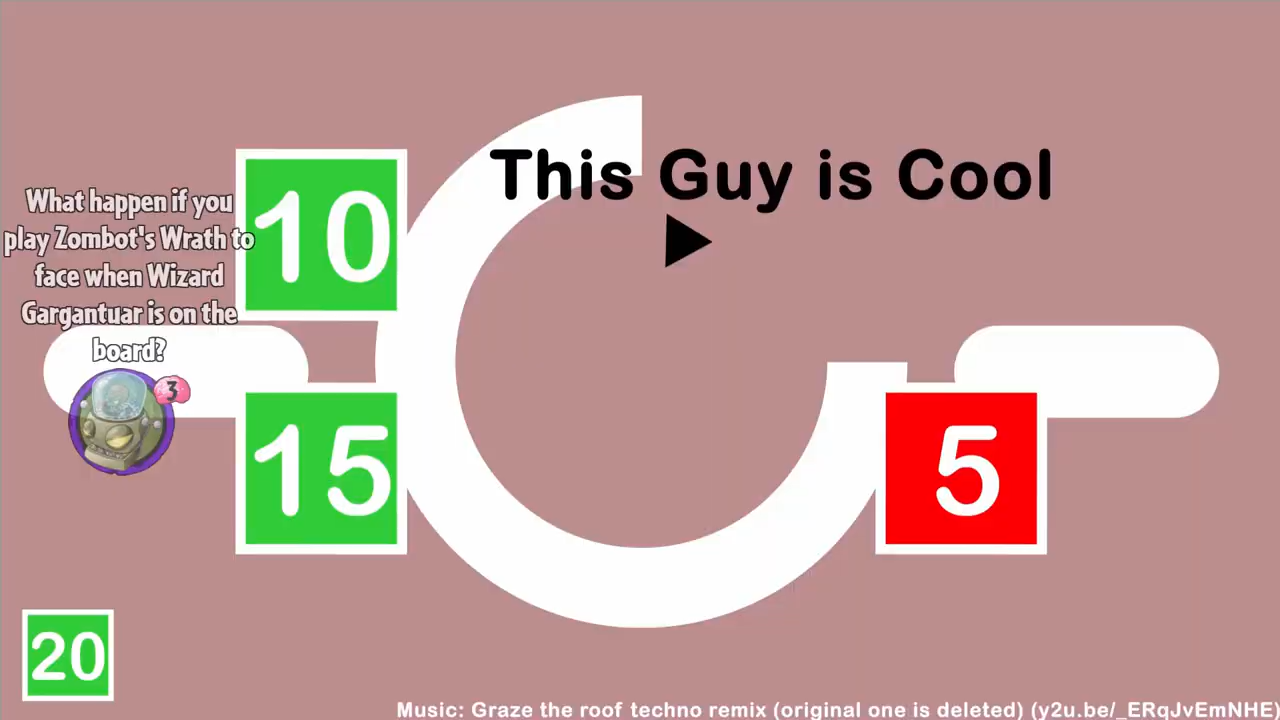 This Guy is Cool
10
What happen if you
play Zombot's Wrath to
face when Wizard
Gargantuar is on the
board?
3
15
5
20
Music: Graze the roof techno remix (original one is deleted) (y2u.be/_ERqJvEmNHE)